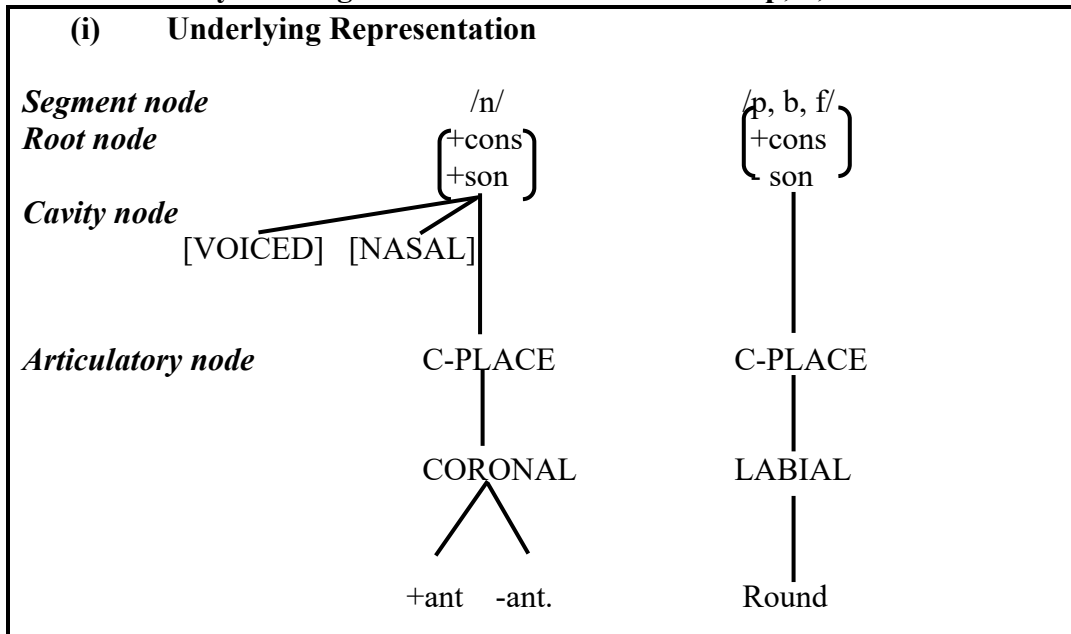 (i) Underlying Representation
Segment node /n/ /p, b, f/
Root node +cons +cons
+son - son
Cavity node
[VOICED] [NASAL]
Articulatory node C-PLACE C-PLACE
CORONAL LABIAL
+ant -ant. Round